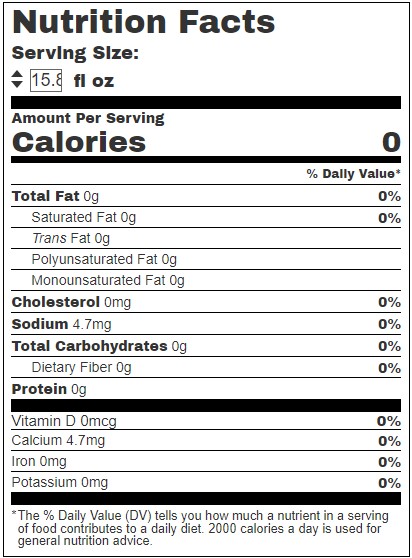 Nutrition Facts
Serving Size:
15.8 fl oz
Amount Per Serving
Calories 0
% Daily Value*
Total Fat 0g 0%
Saturated Fat 0g 0%
Trans Fat 0g
Polyunsaturated Fat 0g
Monounsaturated Fat 0g
Cholesterol 0mg 0%
Sodium 4.7mg 0%
Total Carbohydrates 0g 0%
Dietary Fiber 0g 0%
Protein 0g
Vitamin D 0mcg 0%
Calcium 4.7mg 0%
Iron 0mg 0%
Potassium 0mg 0%
*The % Daily Value (DV) tells you how much a nutrient in a serving
of food contributes to a daily diet. 2000 calories a day is used for
general nutrition advice.